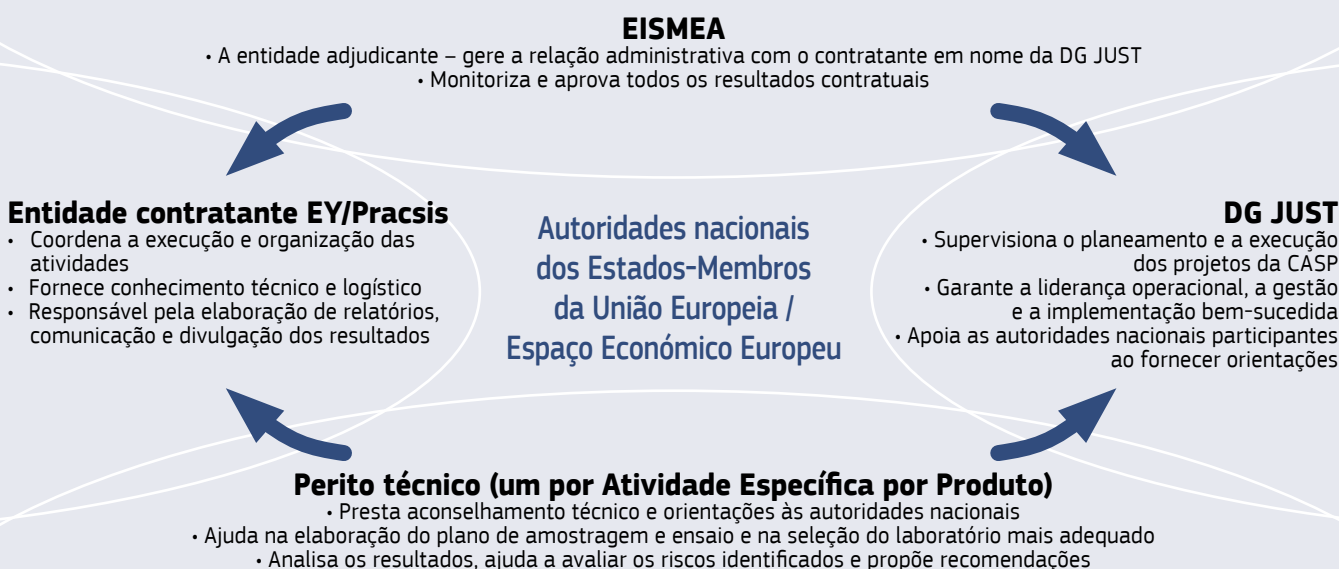 EISMEA
• A entidade adjudicante – gere a relação administrativa com o contratante em nome da DG JUST
• Monitoriza e aprova todos os resultados contratuais
Entidade contratante EY/Pracsis
• Coordena a execução e organização das
atividades
• Fornece conhecimento técnico e logístico
• Responsável pela elaboração de relatórios,
comunicação e divulgação dos resultados
Autoridades nacionais
dos Estados-Membros
da União Europeia /
Espaço Económico Europeu
DG JUST
• Supervisiona o planeamento e a execução
dos projetos da CASP
• Garante a liderança operacional, a gestão
e a implementação bem-sucedida
• Apoia as autoridades nacionais participantes
ao fornecer orientações
Perito técnico (um por Atividade Específica por Produto)
• Presta aconselhamento técnico e orientações às autoridades nacionais
• Ajuda na elaboração do plano de amostragem e ensaio e na seleção do laboratório mais adequado
• Analisa os resultados, ajuda a avaliar os riscos identificados e propõe recomendações